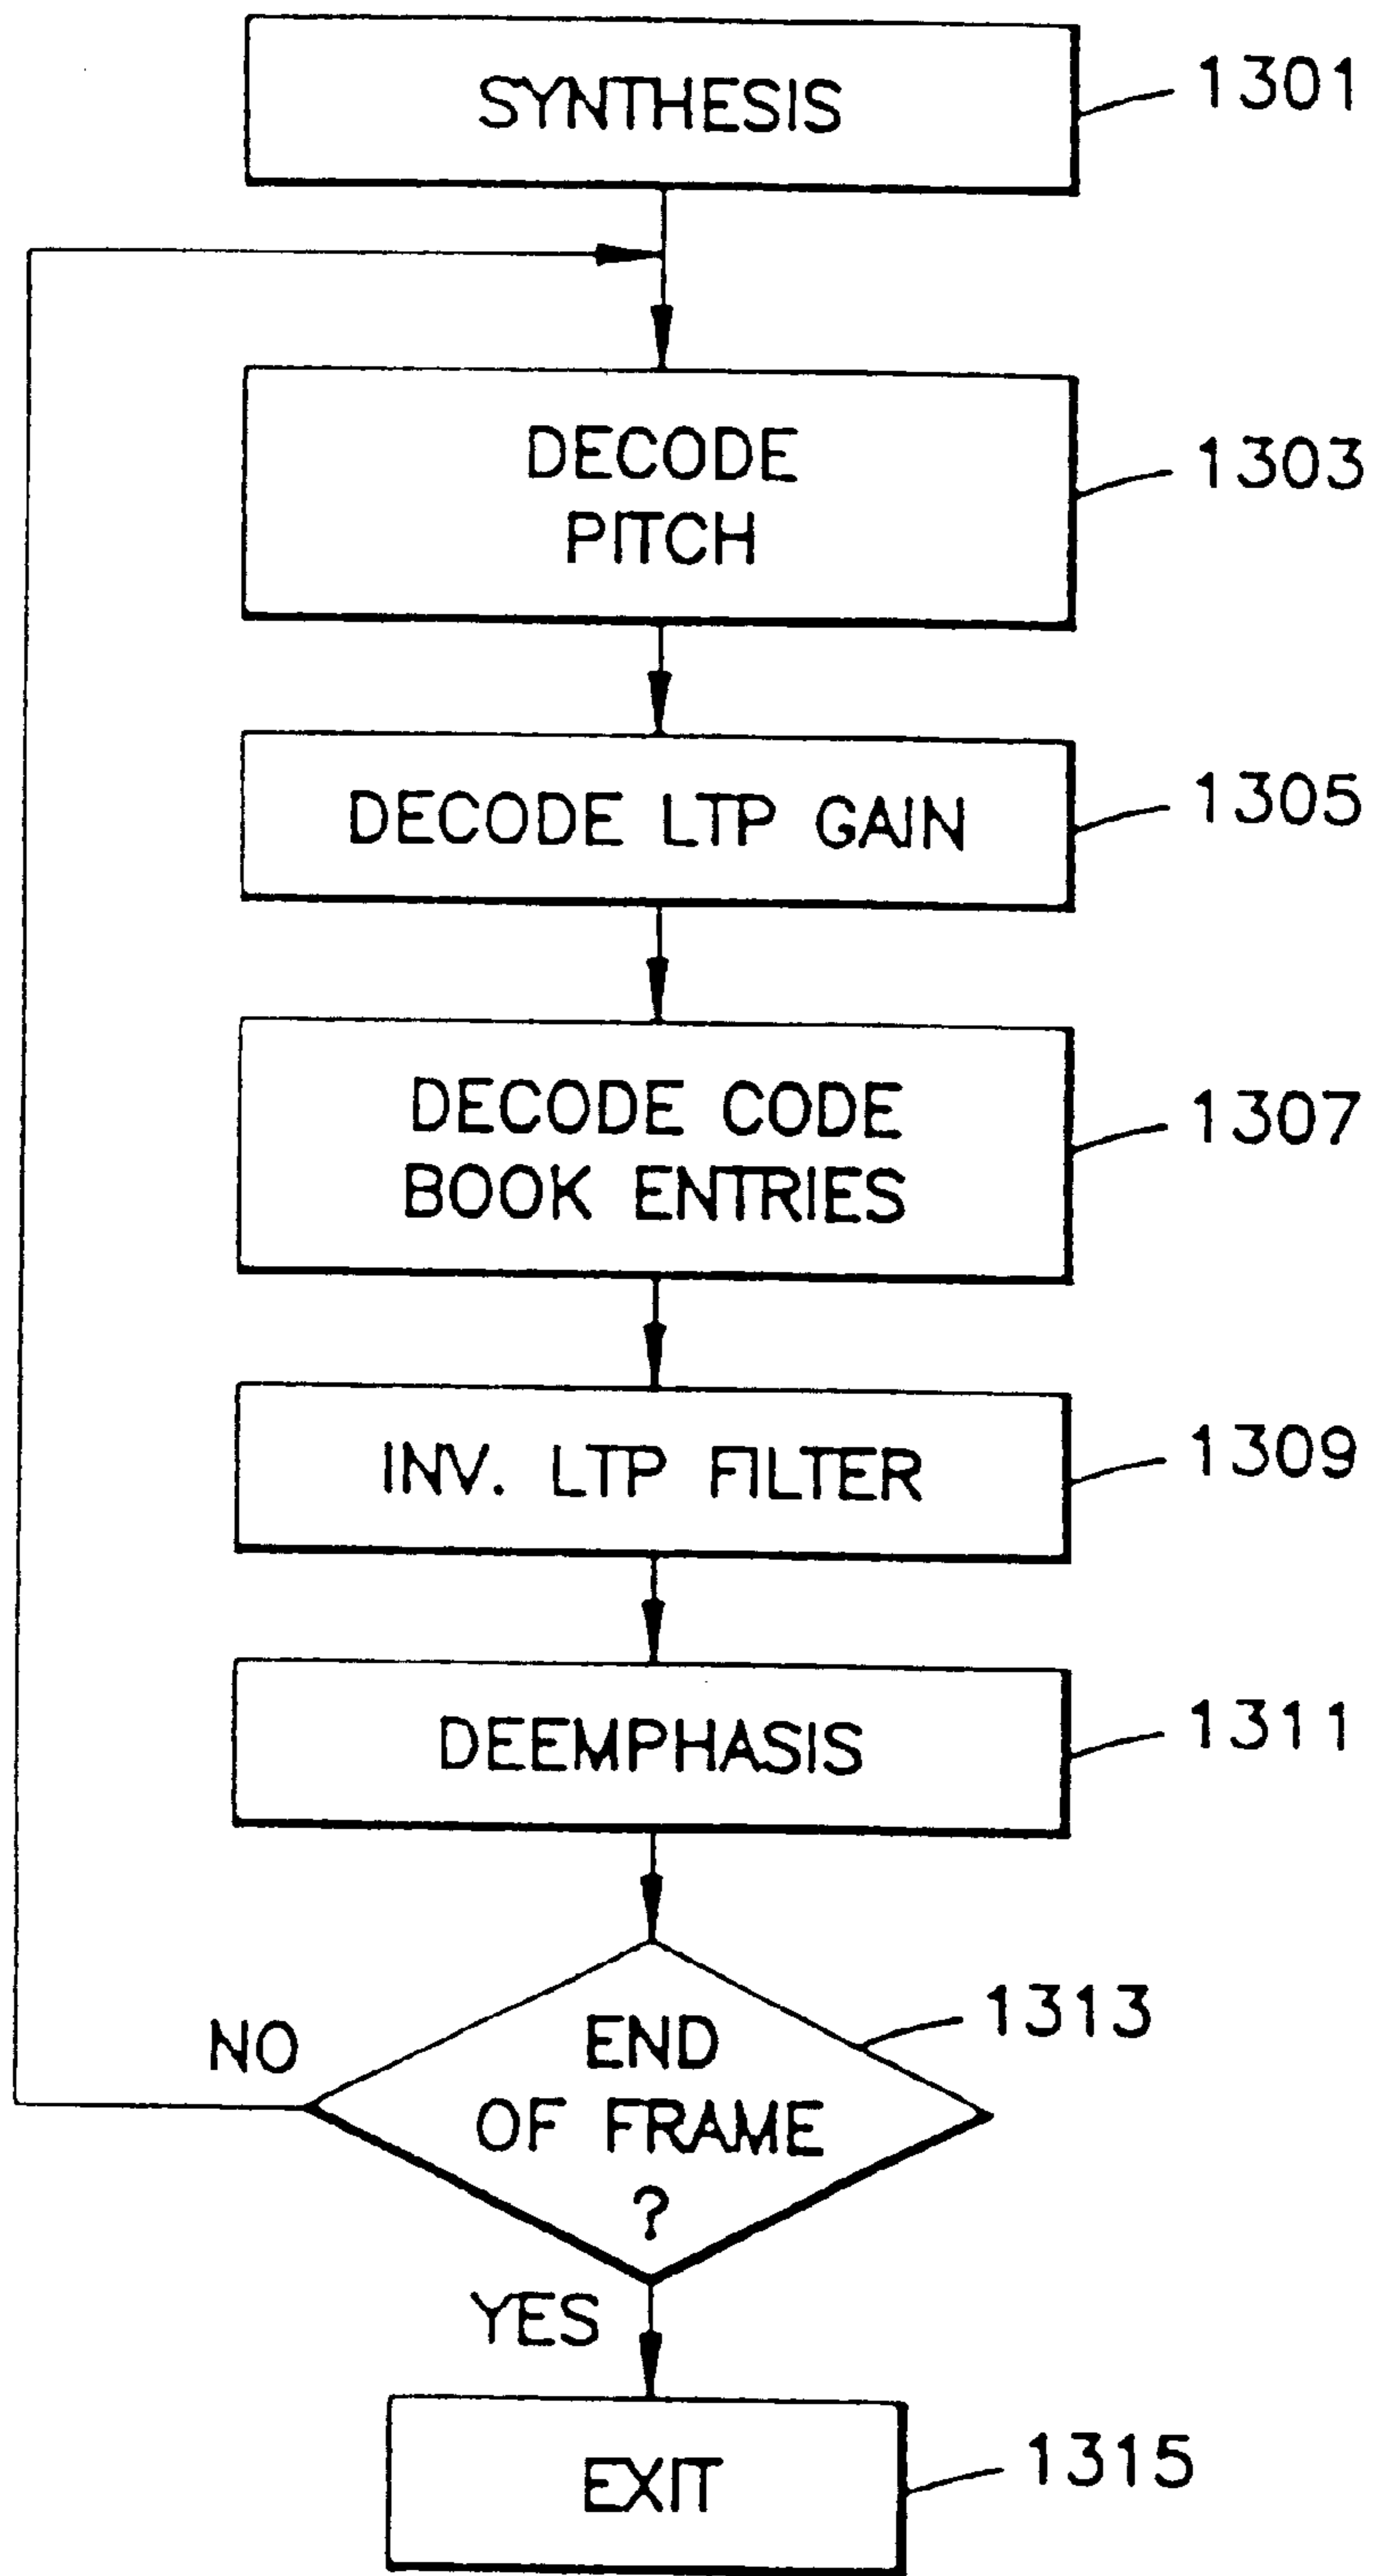 SYNTHESIS
1301
DECODE
PITCH
1303
DECODE LTP GAIN
1305
DECODE CODE
BOOK ENTRIES
1307
INV. LTP FILTER
1309
DEEMPHASIS
1311
END
OF FRAME
?
1313
NO
YES
EXIT
1315